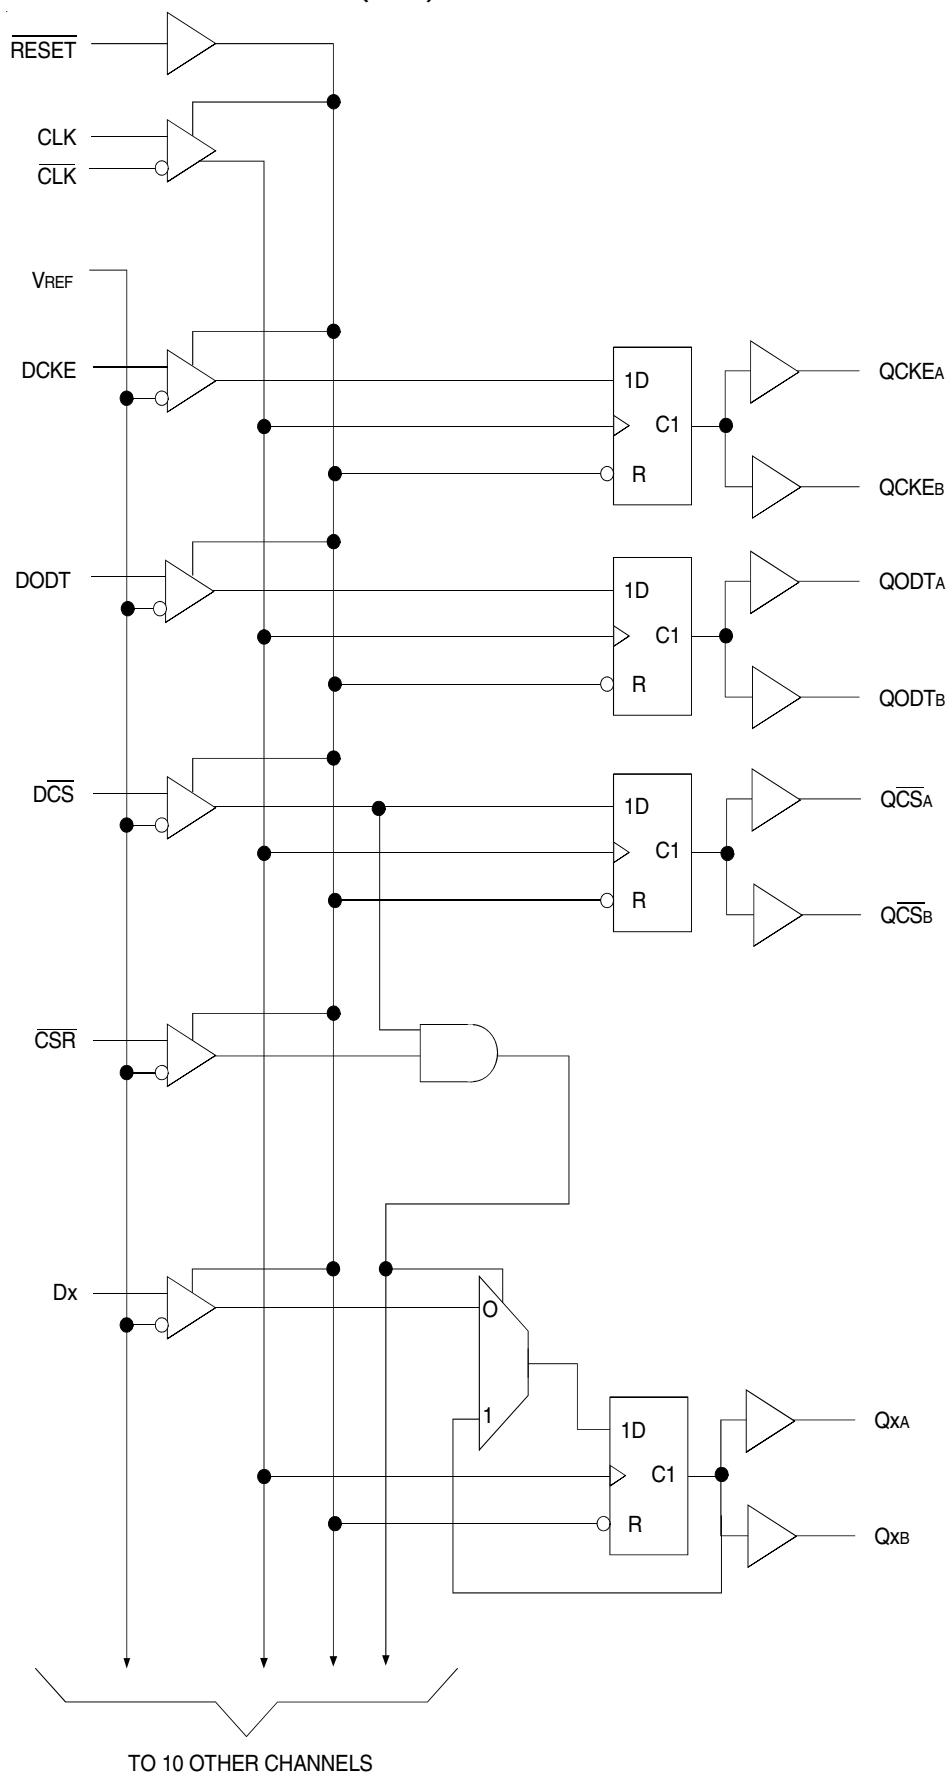 RESET
CLK
CLK
VREF
DCKE
1D
C1
R
QCKEA
QCKEB
DODT
1D
C1
R
QODTA
QODTB
DCS
1D
C1
R
QCSA
QCSB
CSR
Dx
0
1
1D
C1
R
QxA
QxB
TO 10 OTHER CHANNELS